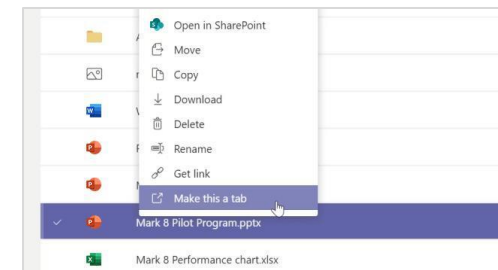 Open in SharePoint
Move
Copy
Download
Delete
Rename
Get link
Make this a tab
Mark 8 Pilot Program.pptx
Mark 8 Performance chart.xlsx